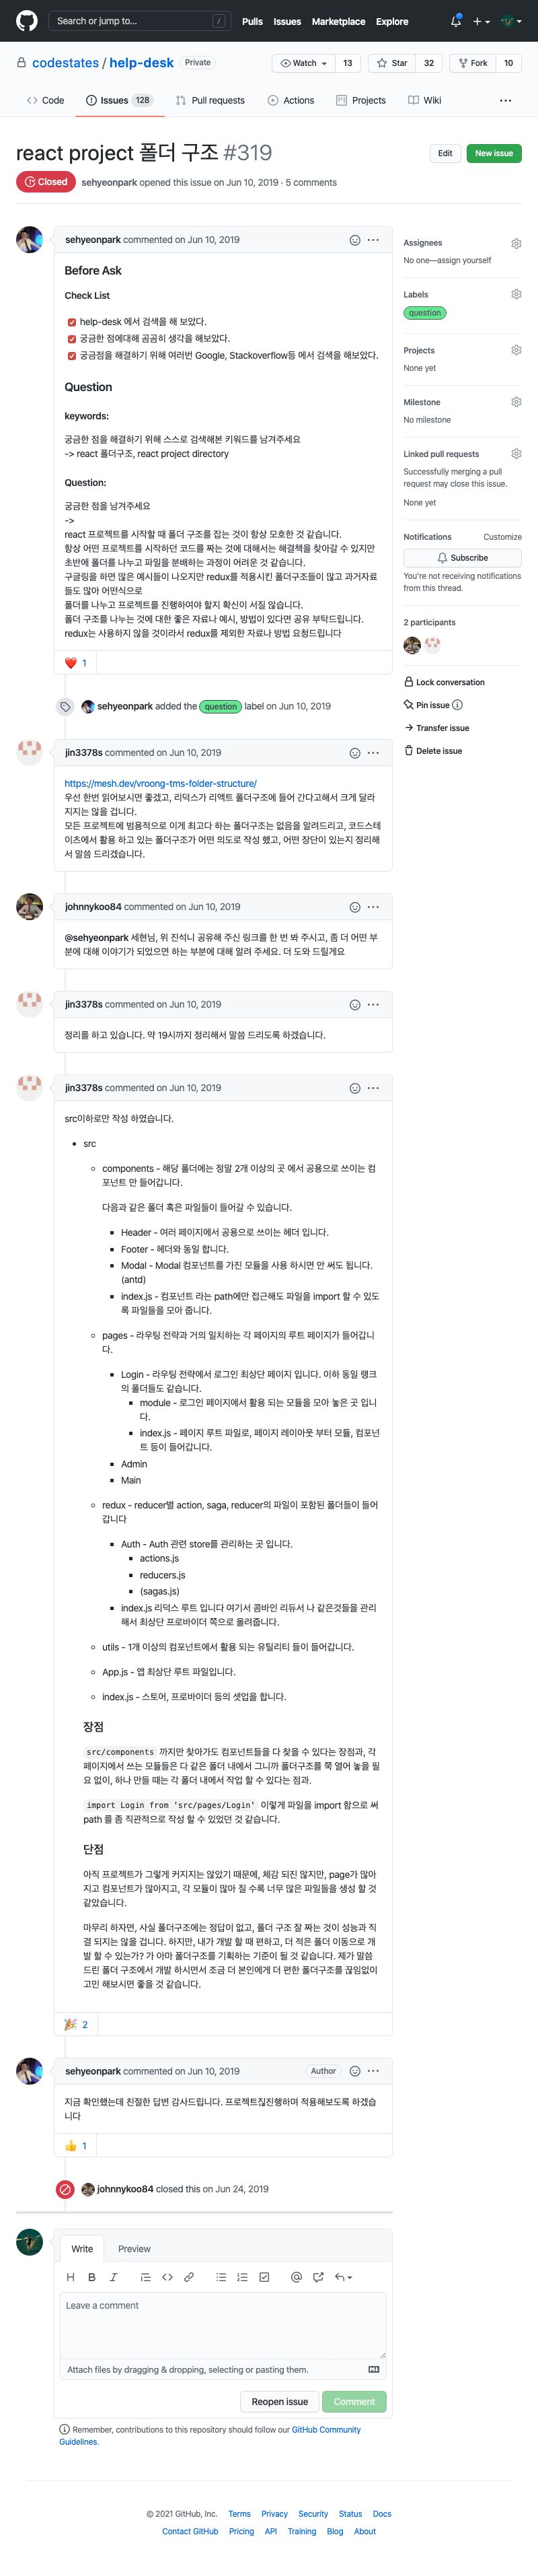 Search or jump to...
/
Pulls Issues Marketplace Explore
codestates / help-desk Private
Watch 13 Star 32 Fork 10
Code Issues 128 Pull requests Actions Projects Wiki
react project 폴더 구조 #319
Edit New issue
Closed sehyeonpark opened this issue on Jun 10, 2019 · 5 comments
sehyeonpark commented on Jun 10, 2019
Before Ask
Check List
help-desk 에서 검색을 해 보았다.
궁금한 점에대해 곰곰히 생각을 해보았다.
궁금점을 해결하기 위해 여러번 Google, Stackoverflow등 에서 검색을 해보았다.
Question
keywords:
궁금한 점을 해결하기 위해 스스로 검색해본 키워드를 남겨주세요
-> react 폴더구조, react project directory
Question:
궁금한 점을 남겨주세요
->
react 프로젝트를 시작할 때 폴더 구조를 잡는 것이 항상 모호한 것 같습니다.
항상 어떤 프로젝트를 시작하던 코드를 짜는 것에 대해서는 해결책을 찾아갈 수 있지만
초반에 폴더를 나누고 파일을 분배하는 과정이 어려운 것 같습니다.
구글링을 하면 많은 예시들이 나오지만 redux를 적용시킨 폴더구조들이 많고 과거자료
들도 많아 어떤식으로
폴더를 나누고 프로젝트를 진행하여야 할지 확신이 서질 않습니다.
폴더 구조를 나누는 것에 대한 좋은 자료나 예시, 방법이 있다면 공유 부탁드립니다.
redux는 사용하지 않을 것이라서 redux를 제외한 자료나 방법 요청드립니다
1
sehyeonpark added the question label on Jun 10, 2019
jin3378s commented on Jun 10, 2019
https://mesh.dev/vroong-tms-folder-structure/
우선 한번 읽어보시면 좋겠고, 리덕스가 리액트 폴더구조에 들어 간다고해서 크게 달라
지지는 않을 겁니다.
모든 프로젝트에 범용적으로 이게 최고다 하는 폴더구조는 없음을 알려드리고, 코드스테
이츠에서 활용 하고 있는 폴더구조가 어떤 의도로 작성 했고, 어떤 장단이 있는지 정리해
서 말씀 드리겠습니다.
johnnykoo84 commented on Jun 10, 2019
@sehyeonpark 세현님, 위 진석니 공유해 주신 링크를 한 번 봐 주시고, 좀 더 어떤 부
분에 대해 이야기가 되었으면 하는 부분에 대해 알려 주세요. 더 도와 드릴게요
jin3378s commented on Jun 10, 2019
정리를 하고 있습니다. 약 19시까지 정리해서 말씀 드리도록 하겠습니다.
jin3378s commented on Jun 10, 2019
src이하로만 작성 하였습니다.
src
components - 해당 폴더에는 정말 2개 이상의 곳 에서 공용으로 쓰이는 컴
포넌트 만 들어갑니다.
다음과 같은 폴더 혹은 파일들이 들어갈 수 있습니다.
Header - 여러 페이지에서 공용으로 쓰이는 헤더 입니다.
Footer - 헤더와 동일 합니다.
Modal - Modal 컴포넌트를 가진 모듈을 사용 하시면 안 써도 됩니다.
(antd)
index.js - 컴포넌트 라는 path에만 접근해도 파일을 import 할 수 있도
록 파일들을 모아 줍니다.
pages - 라우팅 전략과 거의 일치하는 각 페이지의 루트 페이지가 들어갑니
다.
Login - 라우팅 전략에서 로그인 최상단 페이지 입니다. 이하 동일 랭크
의 폴더들도 같습니다.
module - 로그인 페이지에서 활용 되는 모듈을 모아 놓은 곳 입니
다.
index.js - 페이지 루트 파일로, 페이지 레이아웃 부터 모듈, 컴포넌
트 등이 들어갑니다.
Admin
Main
redux - reducer별 action, saga, reducer의 파일이 포함된 폴더들이 들어
갑니다
Auth - Auth 관련 store를 관리하는 곳 입니다.
actions.js
reducers.js
(sagas.js)
index.js 리덕스 루트 입니다 여기서 콤바인 리듀서 나 같은것들을 관리
해서 최상단 프로바이더 쪽으로 올려줍니다.
utils - 1개 이상의 컴포넌트에서 활용 되는 유틸리티 들이 들어갑니다.
App.js - 앱 최상단 루트 파일입니다.
index.js - 스토어, 프로바이더 등의 셋업을 합니다.
장점
src/components 까지만 찾아가도 컴포넌트들을 다 찾을 수 있다는 장점과, 각
페이지에서 쓰는 모듈들은 다 같은 폴더 내에서 그니까 폴더구조를 쭉 열어 놓을 필
요 없이, 하나 만들 때는 각 폴더 내에서 작업 할 수 있다는 점과.
import Login from 'src/pages/Login' 이렇게 파일을 import 함으로 써
path 를 좀 직관적으로 작성 할 수 있었던 것 같습니다.
단점
아직 프로젝트가 그렇게 커지지는 않았기 때문에, 체감 되진 않지만, page가 많아
지고 컴포넌트가 많아지고, 각 모듈이 많아 질 수록 너무 많은 파일들을 생성 할 것
같았습니다.
마무리 하자면, 사실 폴더구조에는 정답이 없고, 폴더 구조 잘 짜는 것이 성능과 직
결 되지는 않을 겁니다. 하지만, 내가 개발 할 때 편하고, 더 적은 폴더 이동으로 개
발 할 수 있는가? 가 아마 폴더구조를 기획하는 기준이 될 것 같습니다. 제가 말씀
드린 폴더 구조에서 개발 하시면서 조금 더 본인에게 더 편한 폴더구조를 끊임없이
고민 해보시면 좋을 것 같습니다.
2
sehyeonpark commented on Jun 10, 2019 Author
지금 확인했는데 친절한 답변 감사드립니다. 프로젝트진행하며 적용해보도록 하겠습
니다
1
johnnykoo84 closed this on Jun 24, 2019
Write Preview
H B I
Leave a comment
Attach files by dragging & dropping, selecting or pasting them.
Reopen issue Comment
Remember, contributions to this repository should follow our GitHub Community
Guidelines.
Assignees
No one—assign yourself
Labels
question
Projects
None yet
Milestone
No milestone
Linked pull requests
Successfully merging a pull
request may close this issue.
None yet
Notifications Customize
Subscribe
You're not receiving notifications
from this thread.
2 participants
Lock conversation
Pin issue
Transfer issue
Delete issue
© 2021 GitHub, Inc. Terms Privacy Security Status Docs
Contact GitHub Pricing API Training Blog About